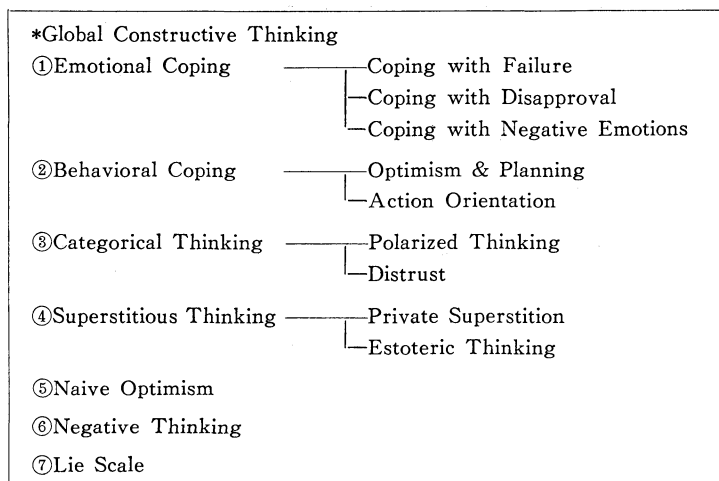 *Global Constructive Thinking
①Emotional Coping Coping with Failure
Coping with Disapproval
Coping with Negative Emotions
②Behavioral Coping Optimism & Planning
Action Orientation
③Categorical Thinking Polarized Thinking
Distrust
④Superstitious Thinking Private Superstition
Estoteric Thinking
⑤Naive Optimism
⑥Negative Thinking
⑦Lie Scale